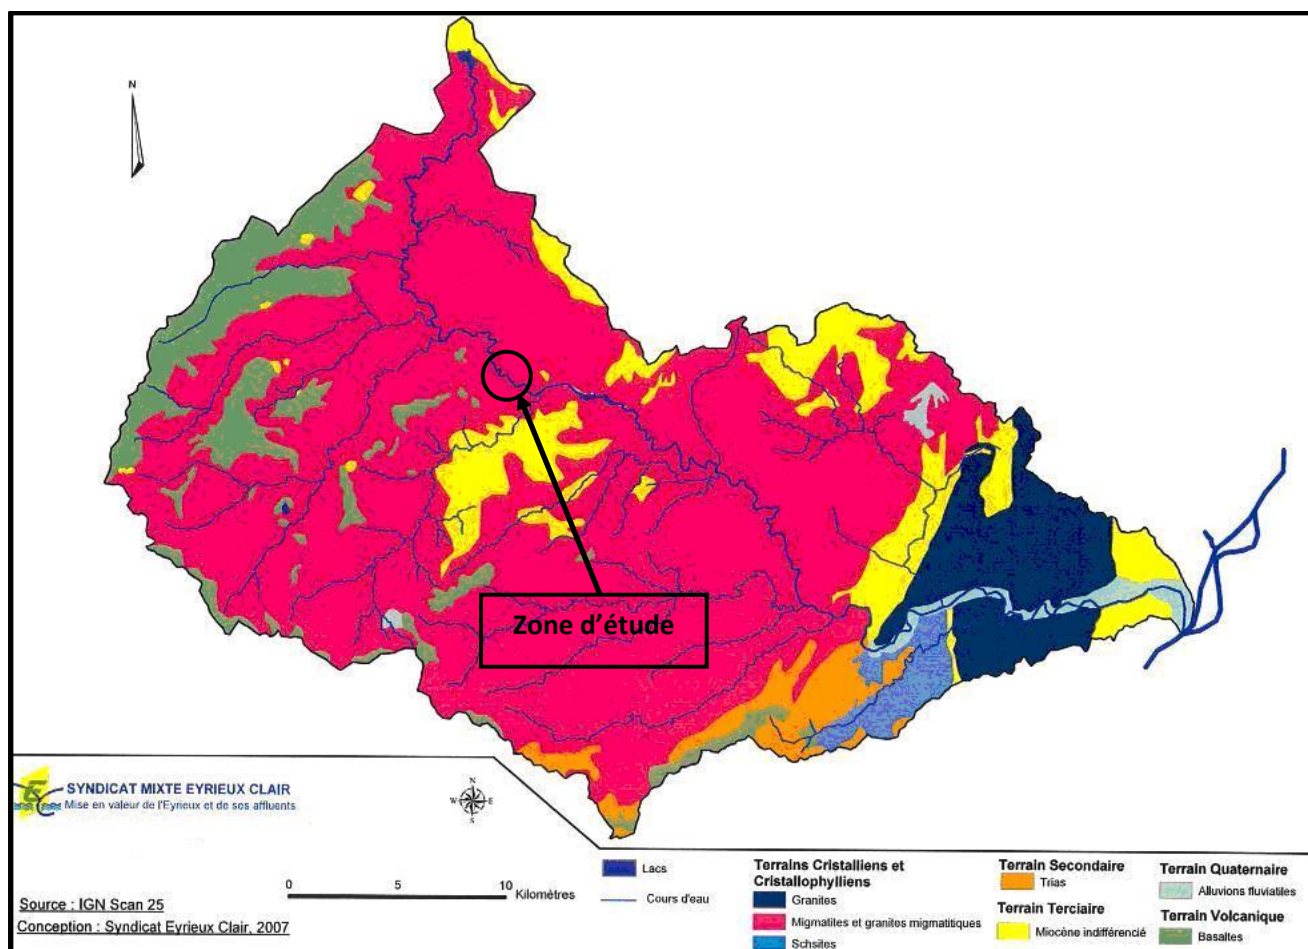 N
Zone d'étude
SYNDICAT MIXTE EYRIEUX CLAIR
Mise en valeur de l'Eyrieux et de ses affluents
N
W
E
S
0
5
10
Kilomètres
Source : IGN Scan 25
Conception : Syndicat Eyrieux Clair, 2007
Lacs
Cours d'eau
Terrains Cristalliens et
Cristallophylliens
Granites
Migmatites et granites migmatitiques
Schsites
Terrain Secondaire
Trias
Terrain Terciaire
Miocène indifférencié
Terrain Quaternaire
Alluvions fluviatiles
Terrain Volcanique
Basaltes